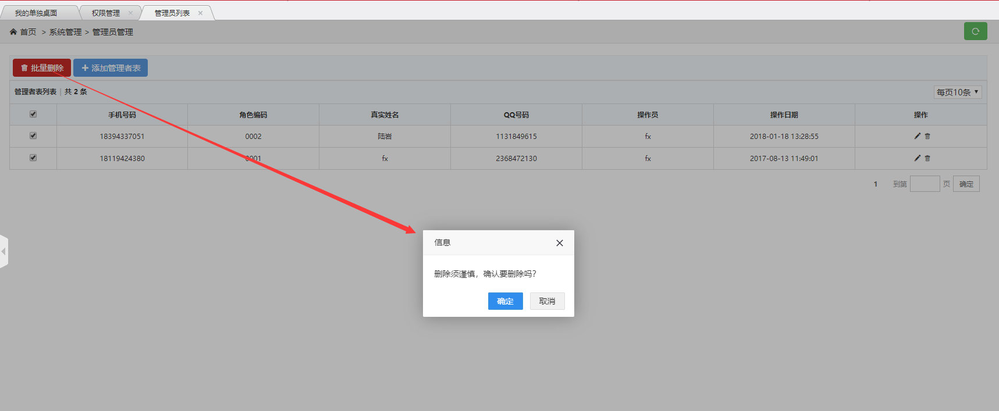 我的单独桌面 权限管理 管理员列表
首页 > 系统管理 > 管理员管理
批量删除 添加管理者表
管理者表列表 | 共 2 条 每页10条
手机号码 角色编码 真实姓名 QQ号码 操作员 操作日期 操作
18394337051 0002 陆岩 1131849615 fx 2018-01-18 13:28:55
18119424380 0001 fx 2368472130 fx 2017-08-13 11:49:01
1 到第 页 确定
信息
删除须谨慎，确认要删除吗？
确定 取消